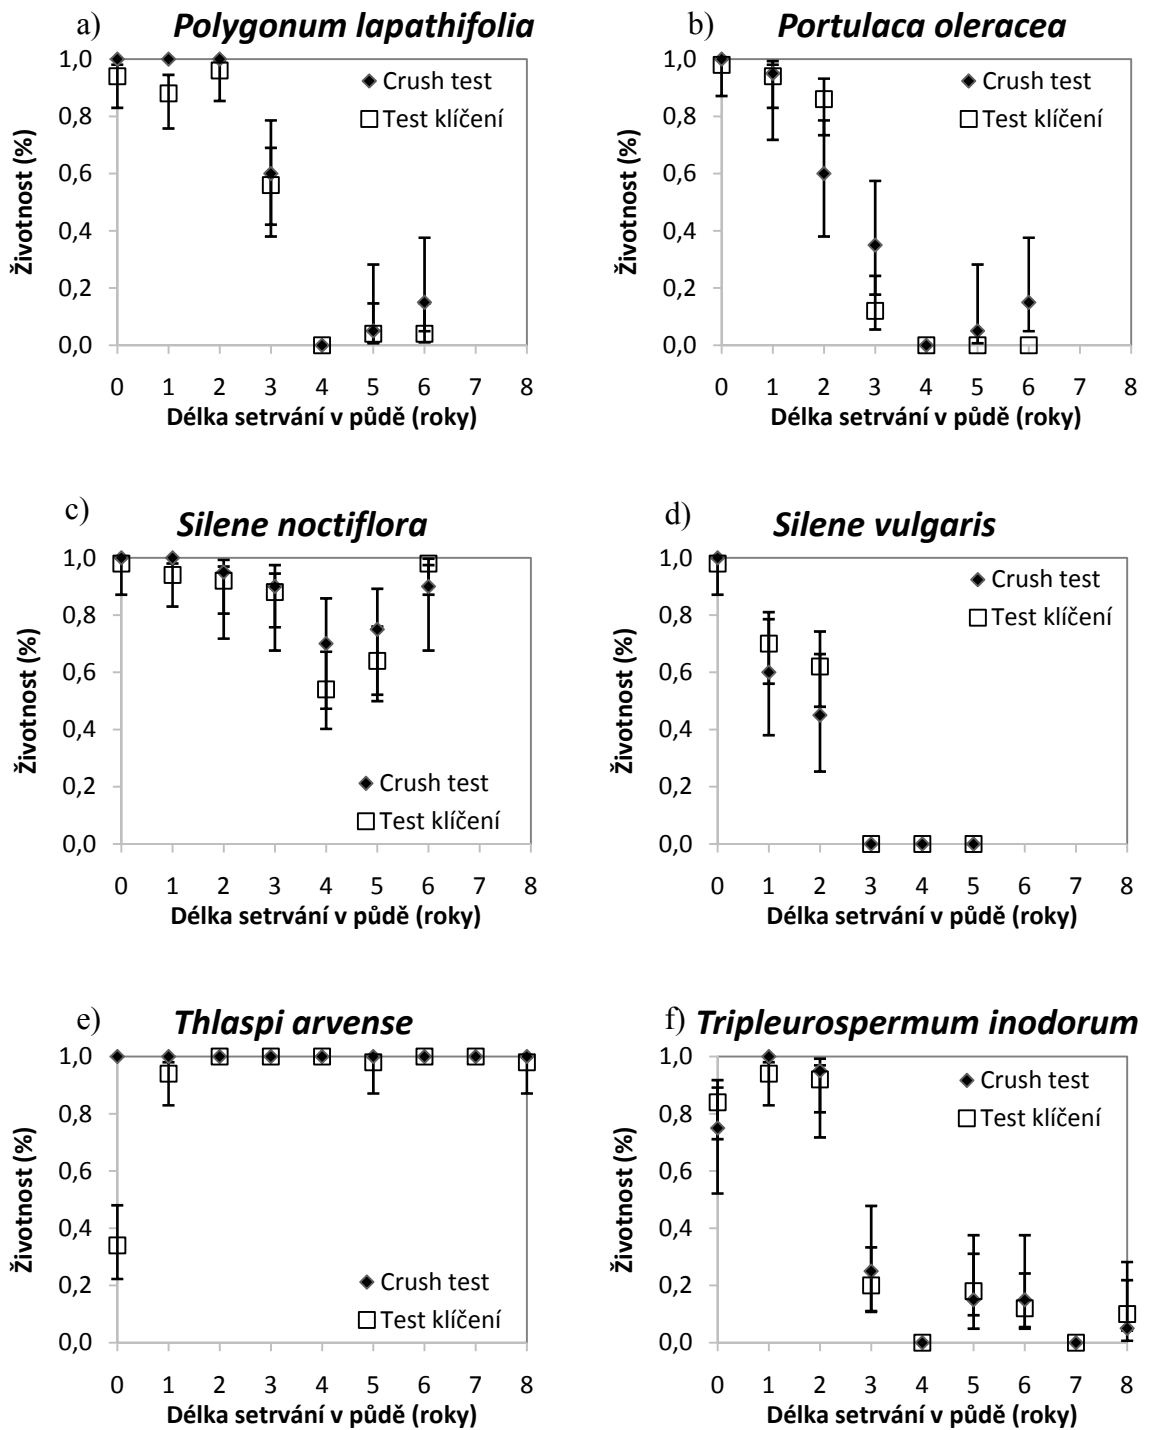 a) Polygonum lapathifolia
1,0
0,8
0,6
0,4
0,2
0,0
Životnost (%)
Crush test
Test klíčení
0 1 2 3 4 5 6 7 8
Délka setrvání v půdě (roky)
b) Portulaca oleracea
1,0
0,8
0,6
0,4
0,2
0,0
Životnost (%)
Crush test
Test klíčení
0 1 2 3 4 5 6 7 8
Délka setrvání v půdě (roky)
c) Silene noctiflora
1,0
0,8
0,6
0,4
0,2
0,0
Životnost (%)
Crush test
Test klíčení
0 1 2 3 4 5 6 7 8
Délka setrvání v půdě (roky)
d) Silene vulgaris
1,0
0,8
0,6
0,4
0,2
0,0
Životnost (%)
Crush test
Test klíčení
0 1 2 3 4 5 6 7 8
Délka setrvání v půdě (roky)
e) Thlaspi arvense
1,0
0,8
0,6
0,4
0,2
0,0
Životnost (%)
Crush test
Test klíčení
0 1 2 3 4 5 6 7 8
Délka setrvání v půdě (roky)
f) Tripleurospermum inodorum
1,0
0,8
0,6
0,4
0,2
0,0
Životnost (%)
Crush test
Test klíčení
0 1 2 3 4 5 6 7 8
Délka setrvání v půdě (roky)